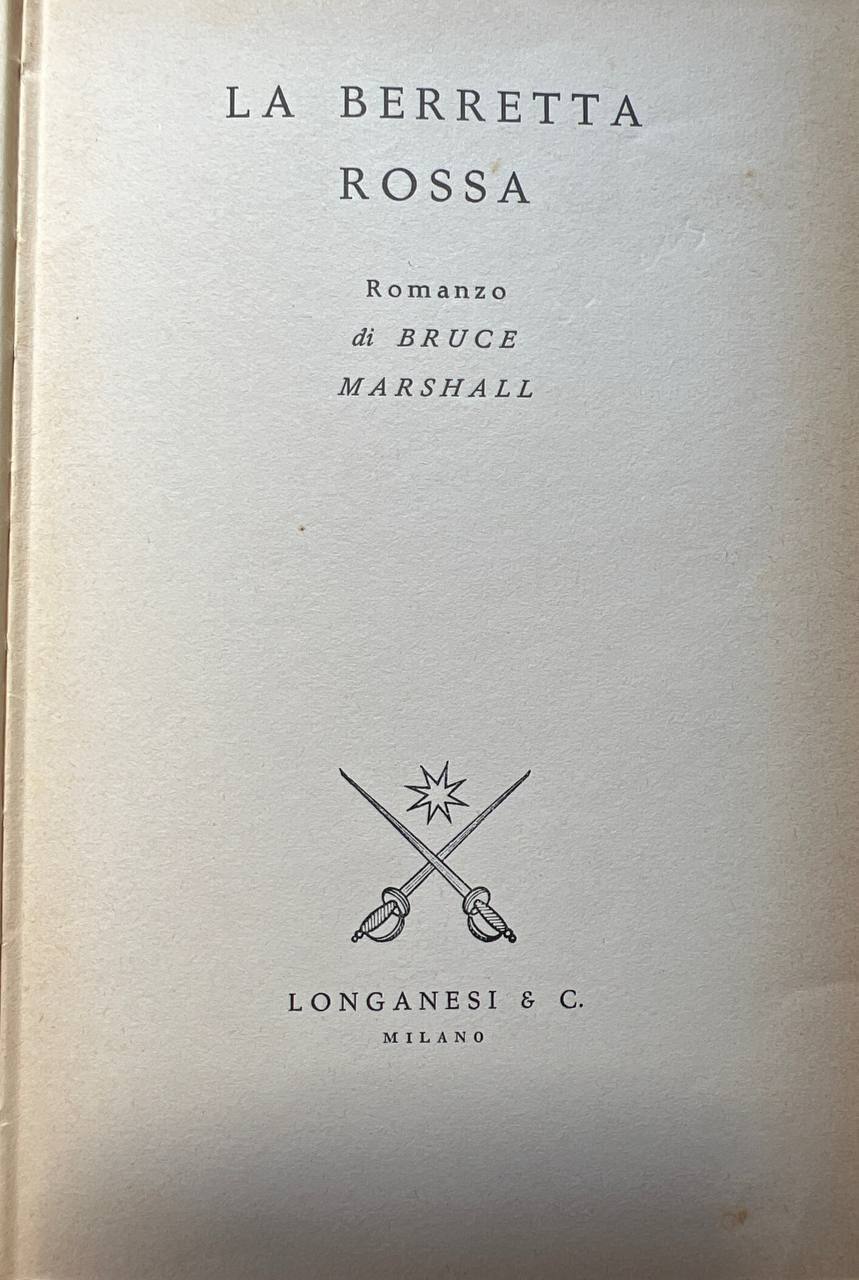 LA BERRETTA
ROSSA
Romanzo
di BRUCE
MARSHALL
LONGANESI & C.
MILANO